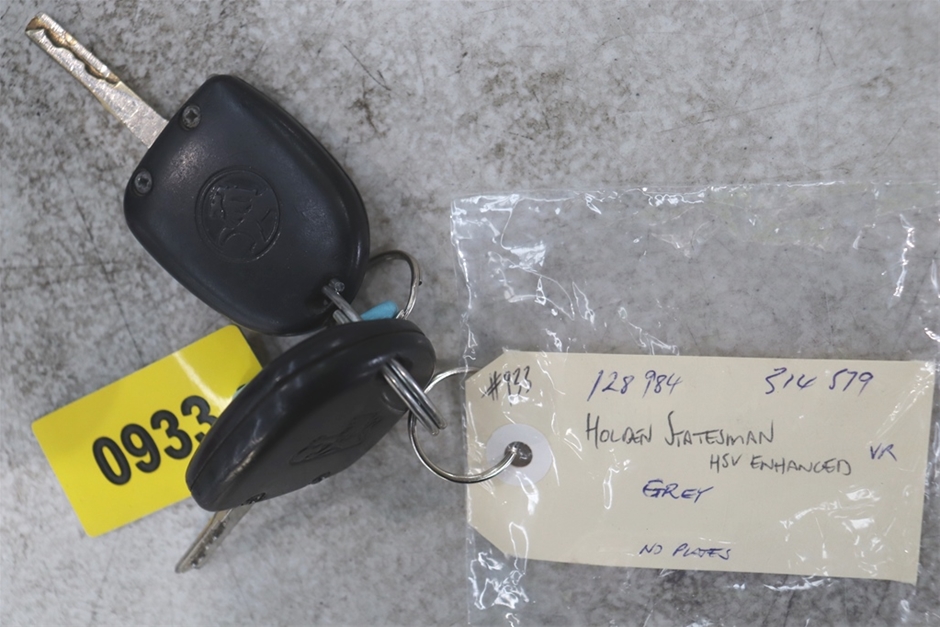 0933
#933 128 984 314 579
HOLDEN STATESMAN
HSV ENHANCED VR
GREY
NO PLATES